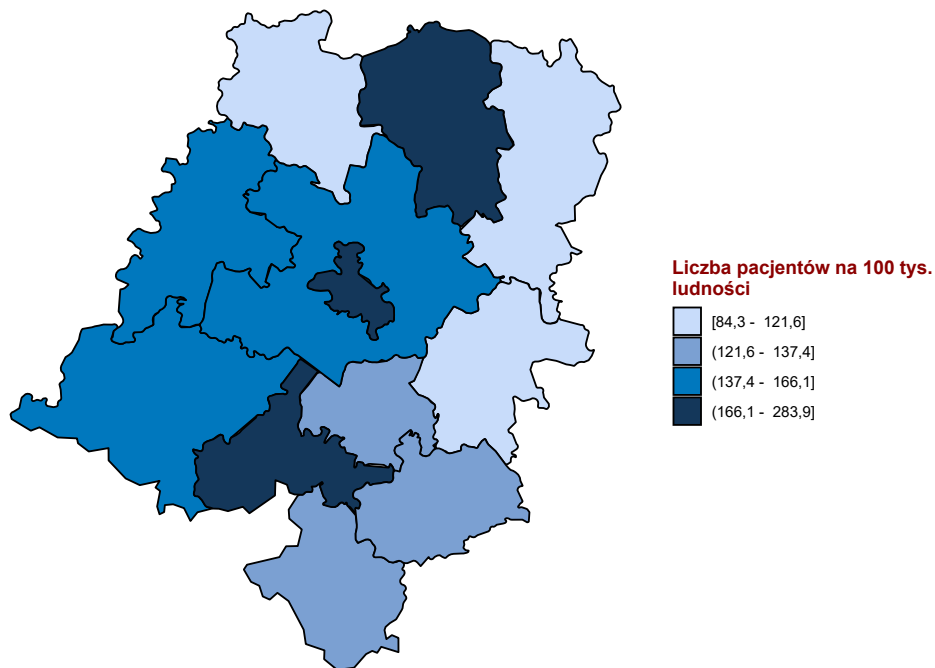 Liczba pacjentów na 100 tys.
ludności
[84,3 - 121,6]
(121,6 - 137,4]
(137,4 - 166,1]
(166,1 - 283,9]